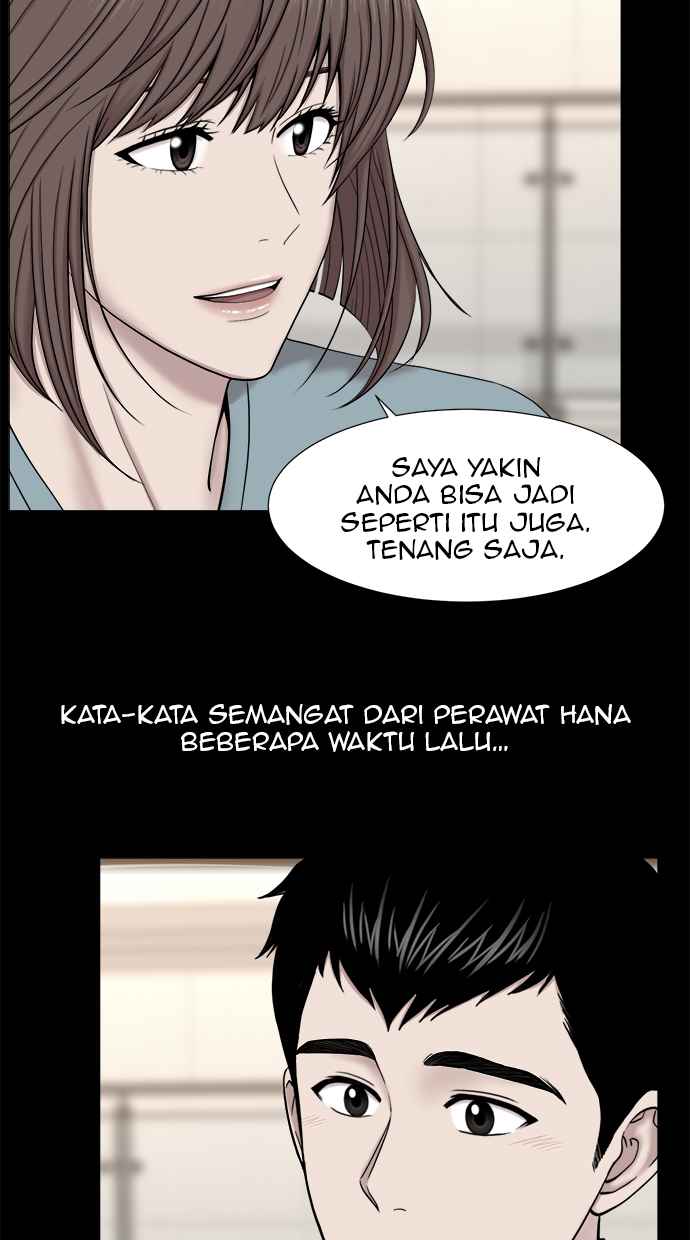 SAYA YAKIN
ANDA BISA JADI
SEPERTI ITU JUGA.
TENANG SAJA.
KATA-KATA SEMANGAT DARI PERAWAT HANA
BEBERAPA WAKTU LALU...